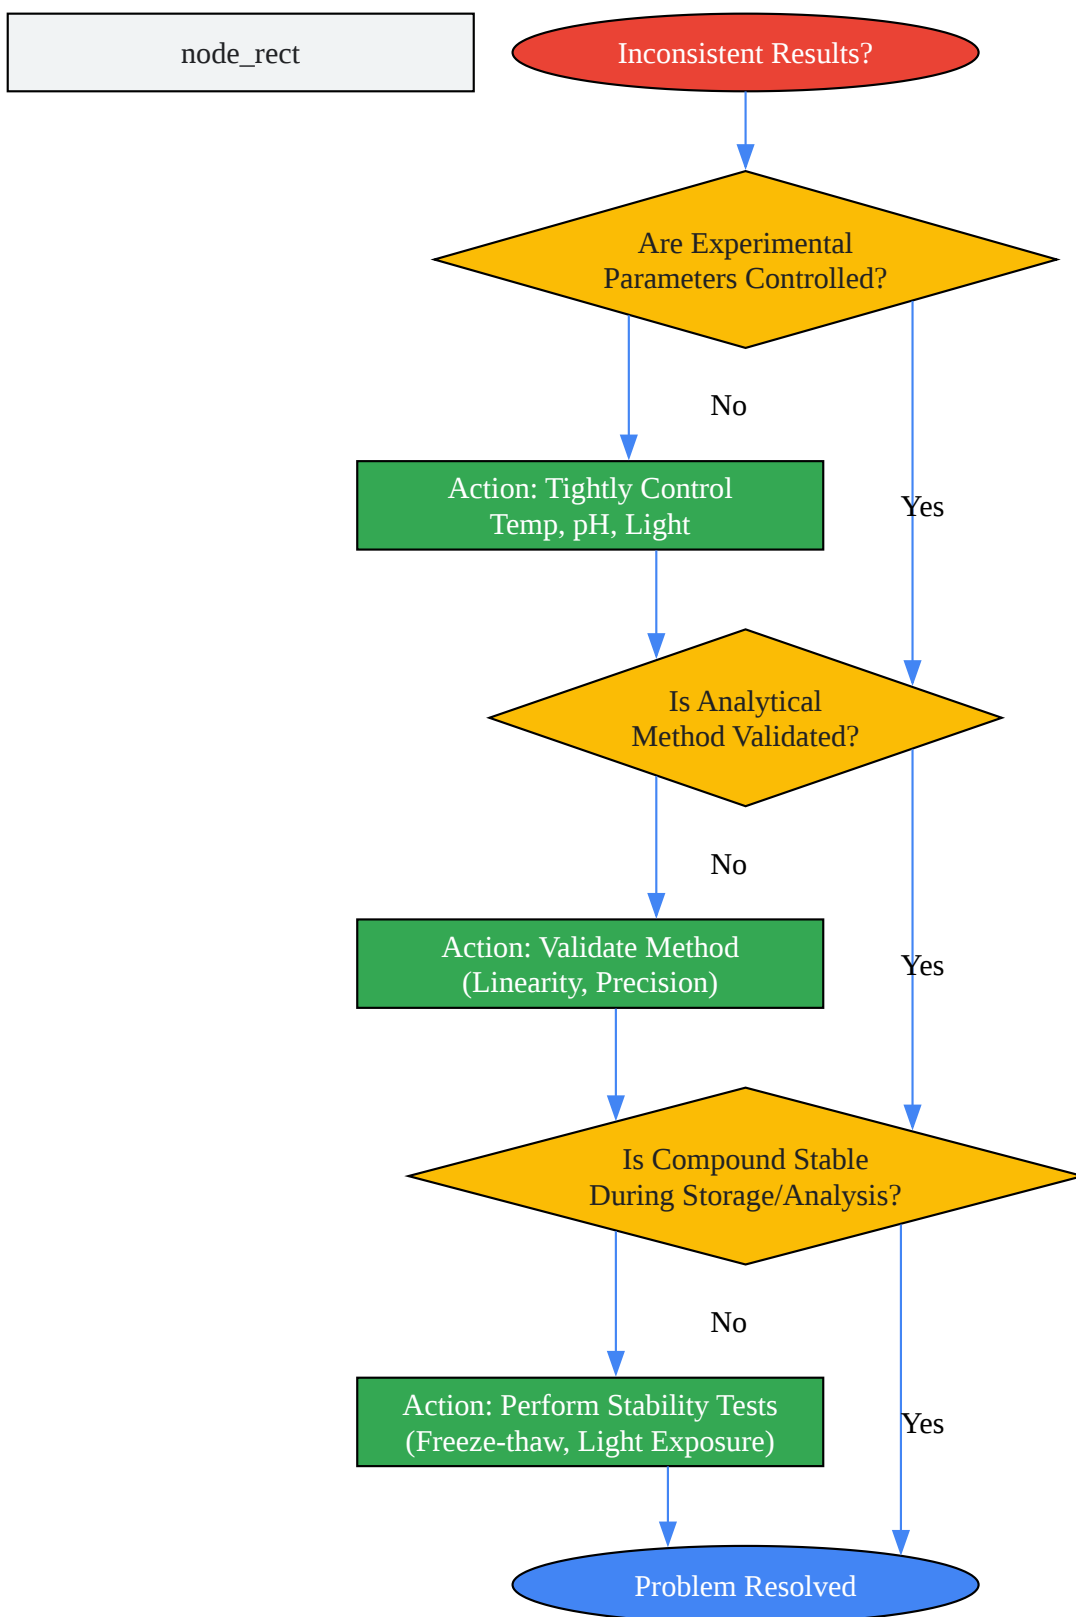 node_rect
Inconsistent Results?
Are Experimental
Parameters Controlled?
No
Action: Tightly Control
Temp, pH, Light
Yes
Is Analytical
Method Validated?
No
Action: Validate Method
(Linearity, Precision)
Yes
Is Compound Stable
During Storage/Analysis?
No
Action: Perform Stability Tests
(Freeze-thaw, Light Exposure)
Yes
Problem Resolved